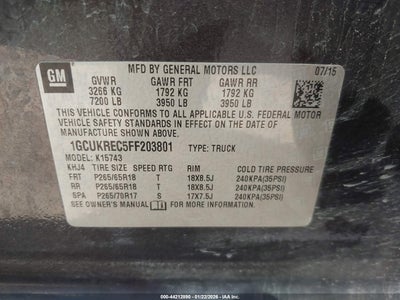 GM
MFD BY GENERAL MOTORS LLC 07/15
GVWR GAWR FRT GAWR RR
3266 KG 1792 KG 1792 KG
7200 LB 3950 LB 3950 LB
THIS VEHICLE CONFORMS TO ALL APPLICABLE U.S. FEDERAL MOTOR
VEHICLE SAFETY STANDARDS IN EFFECT ON THE DATE OF
MANUFACTURE SHOWN ABOVE.
1GCUKREC5FF203801 TYPE: TRUCK
MODEL: K15743
KHJ4 TIRE SIZE SPEED RTG RIM COLD TIRE PRESSURE
FRT P265/65R18 T 18X8.5J 240KPA(35PSI)
RR P265/65R18 T 18X8.5J 240KPA(35PSI)
SPA P265/70R17 S 17X7.5J 240KPA(35PSI)
SEE OWNER'S MANUAL FOR ADDITIONAL INFORMATION.
000-44212090 - 01/22/2026 - IAA